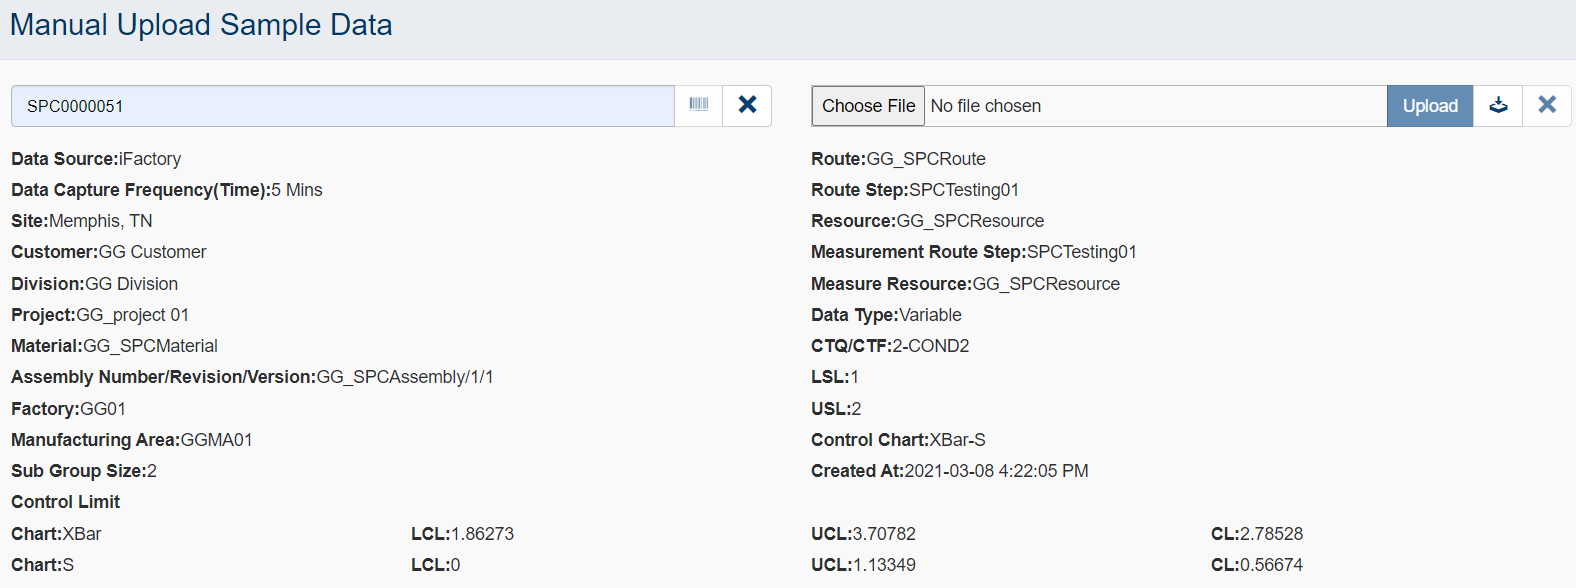 Manual Upload Sample Data
SPC0000051
Choose File No file chosen Upload
Data Source:iFactory
Route:GG_SPCRoute
Data Capture Frequency(Time):5 Mins
Route Step:SPCTesting01
Site:Memphis, TN
Resource:GG_SPCResource
Customer:GG Customer
Measurement Route Step:SPCTesting01
Division:GG Division
Measure Resource:GG_SPCResource
Project:GG_project 01
Data Type:Variable
Material:GG_SPCMaterial
CTQ/CTF:2-COND2
Assembly Number/Revision/Version:GG_SPCAssembly/1/1
LSL:1
Factory:GG01
USL:2
Manufacturing Area:GGMA01
Control Chart:XBar-S
Sub Group Size:2
Created At:2021-03-08 4:22:05 PM
Control Limit
Chart:XBar LCL:1.86273 UCL:3.70782 CL:2.78528
Chart:S LCL:0 UCL:1.13349 CL:0.56674